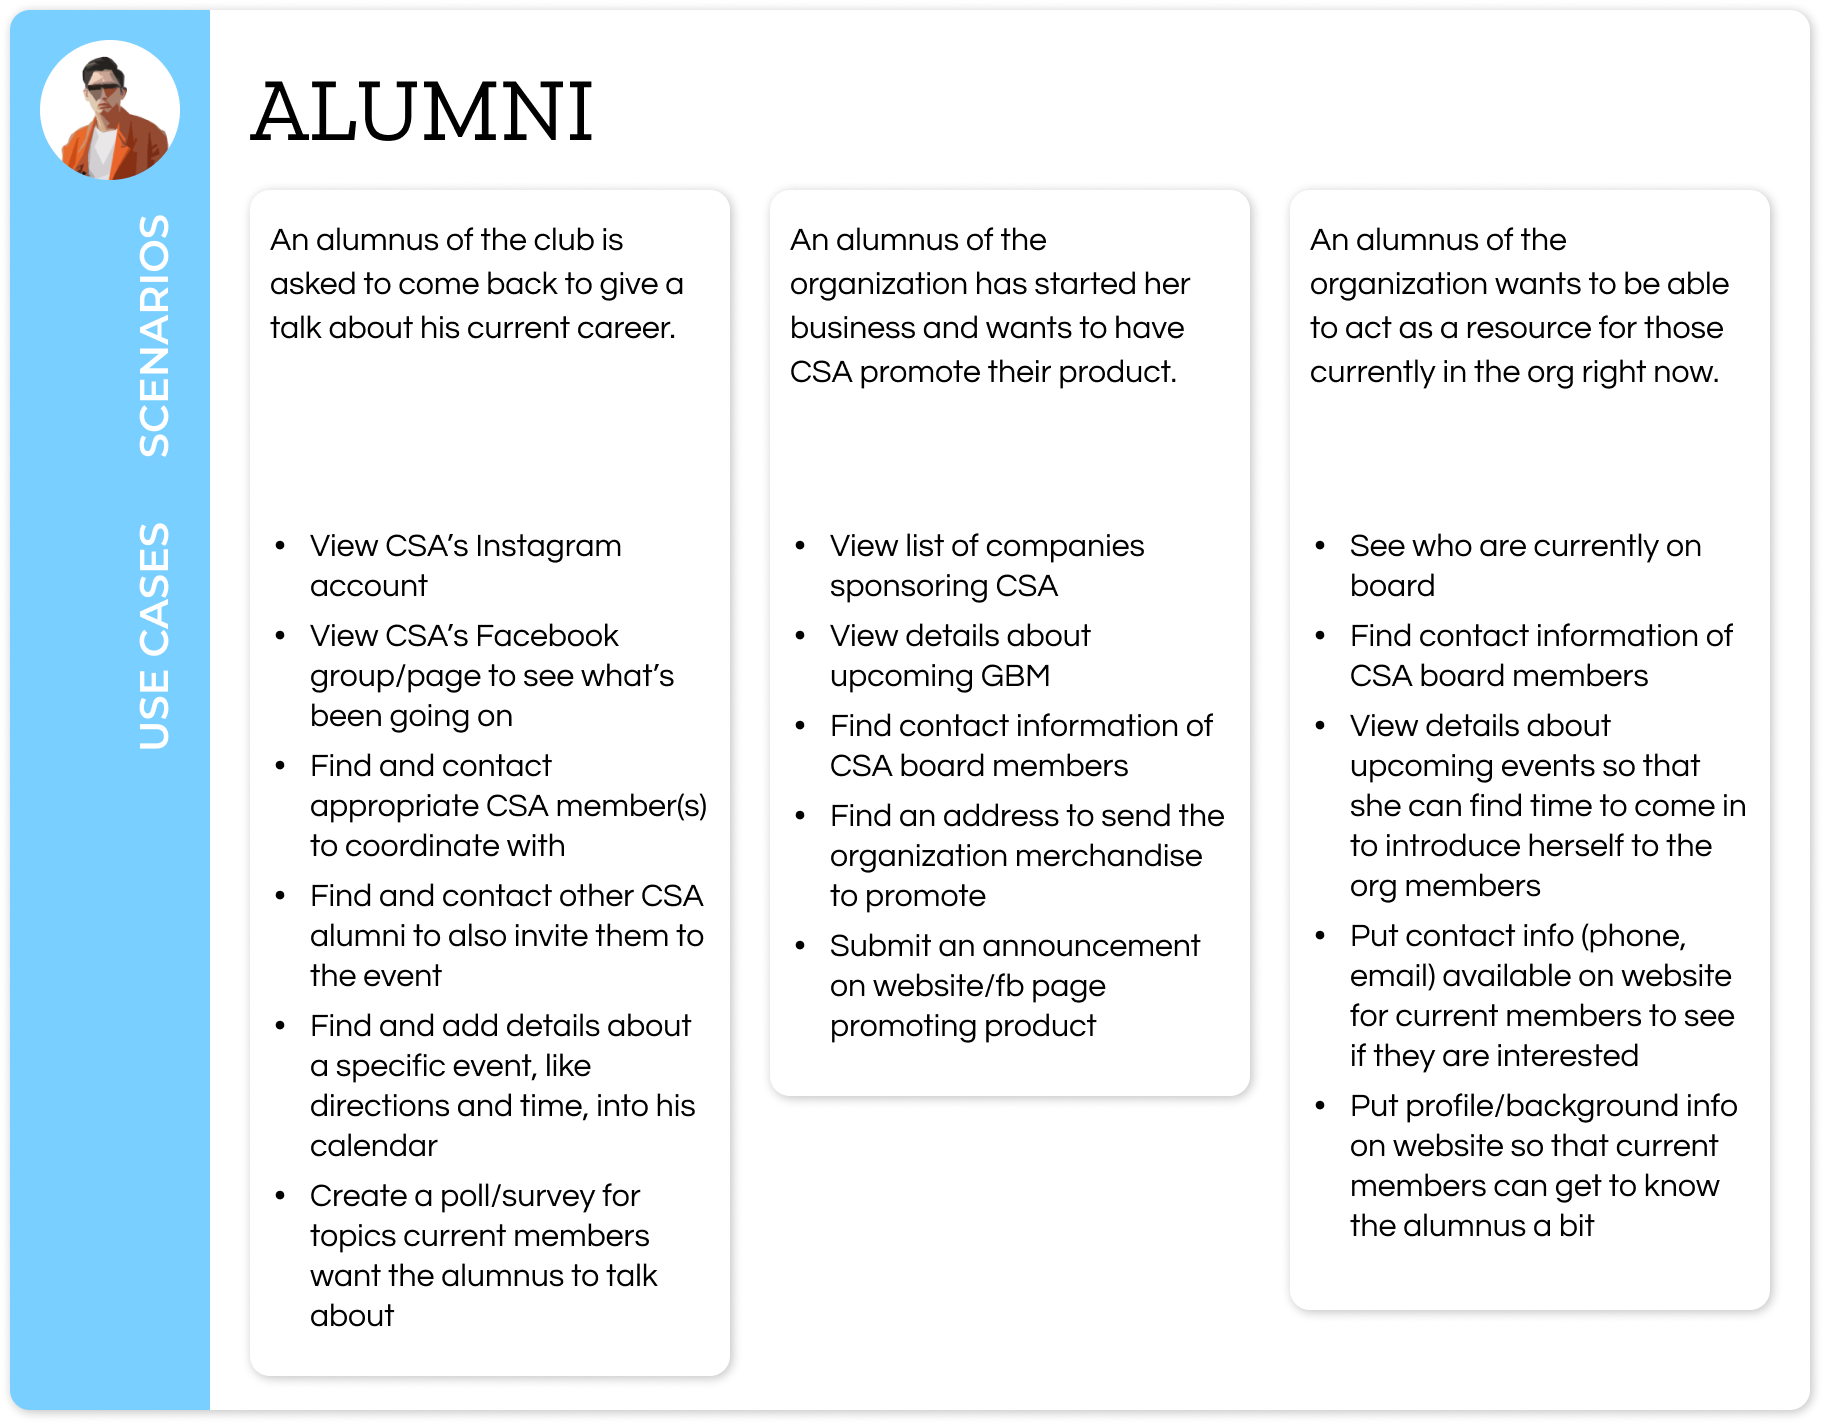 ALUMNI
SCENARIOS
An alumnus of the club is
asked to come back to give a
talk about his current career.
An alumnus of the
organization has started her
business and wants to have
CSA promote their product.
An alumnus of the
organization wants to be able
to act as a resource for those
currently in the org right now.
USE CASES
• View CSA’s Instagram
account
• View CSA’s Facebook
group/page to see what’s
been going on
• Find and contact
appropriate CSA member(s)
to coordinate with
• Find and contact other CSA
alumni to also invite them to
the event
• Find and add details about
a specific event, like
directions and time, into his
calendar
• Create a poll/survey for
topics current members
want the alumnus to talk
about
• View list of companies
sponsoring CSA
• View details about
upcoming GBM
• Find contact information of
CSA board members
• Find an address to send the
organization merchandise
to promote
• Submit an announcement
on website/fb page
promoting product
• See who are currently on
board
• Find contact information of
CSA board members
• View details about
upcoming events so that
she can find time to come in
to introduce herself to the
org members
• Put contact info (phone,
email) available on website
for current members to see
if they are interested
• Put profile/background info
on website so that current
members can get to know
the alumnus a bit